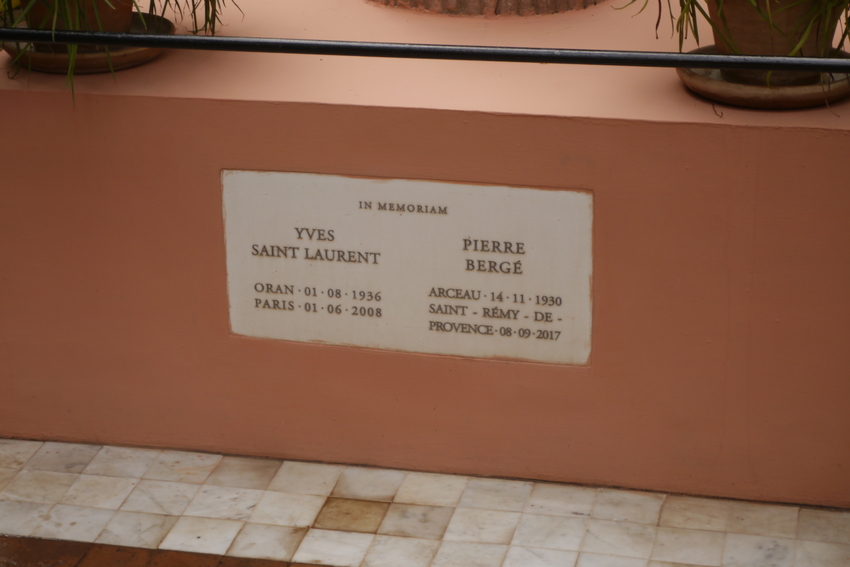 IN MEMORIAM
YVES
SAINT LAURENT
ORAN · 01 · 08 · 1936
PARIS · 01 · 06 · 2008
PIERRE
BERGÉ
ARCEAU · 14 · 11 · 1930
SAINT - RÉMY - DE -
PROVENCE · 08 · 09 · 2017